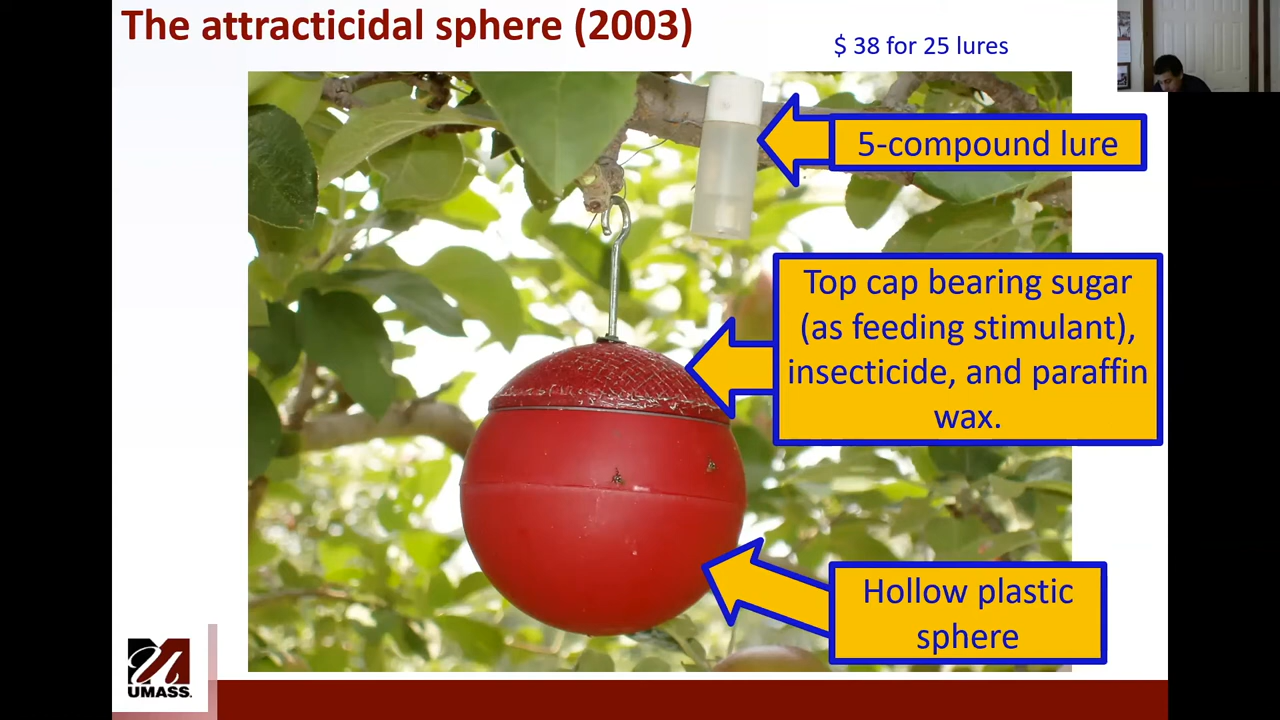 The attracticidal sphere (2003)
$ 38 for 25 lures
5-compound lure
Top cap bearing sugar
(as feeding stimulant),
insecticide, and paraffin
wax.
Hollow plastic
sphere
UMASS.